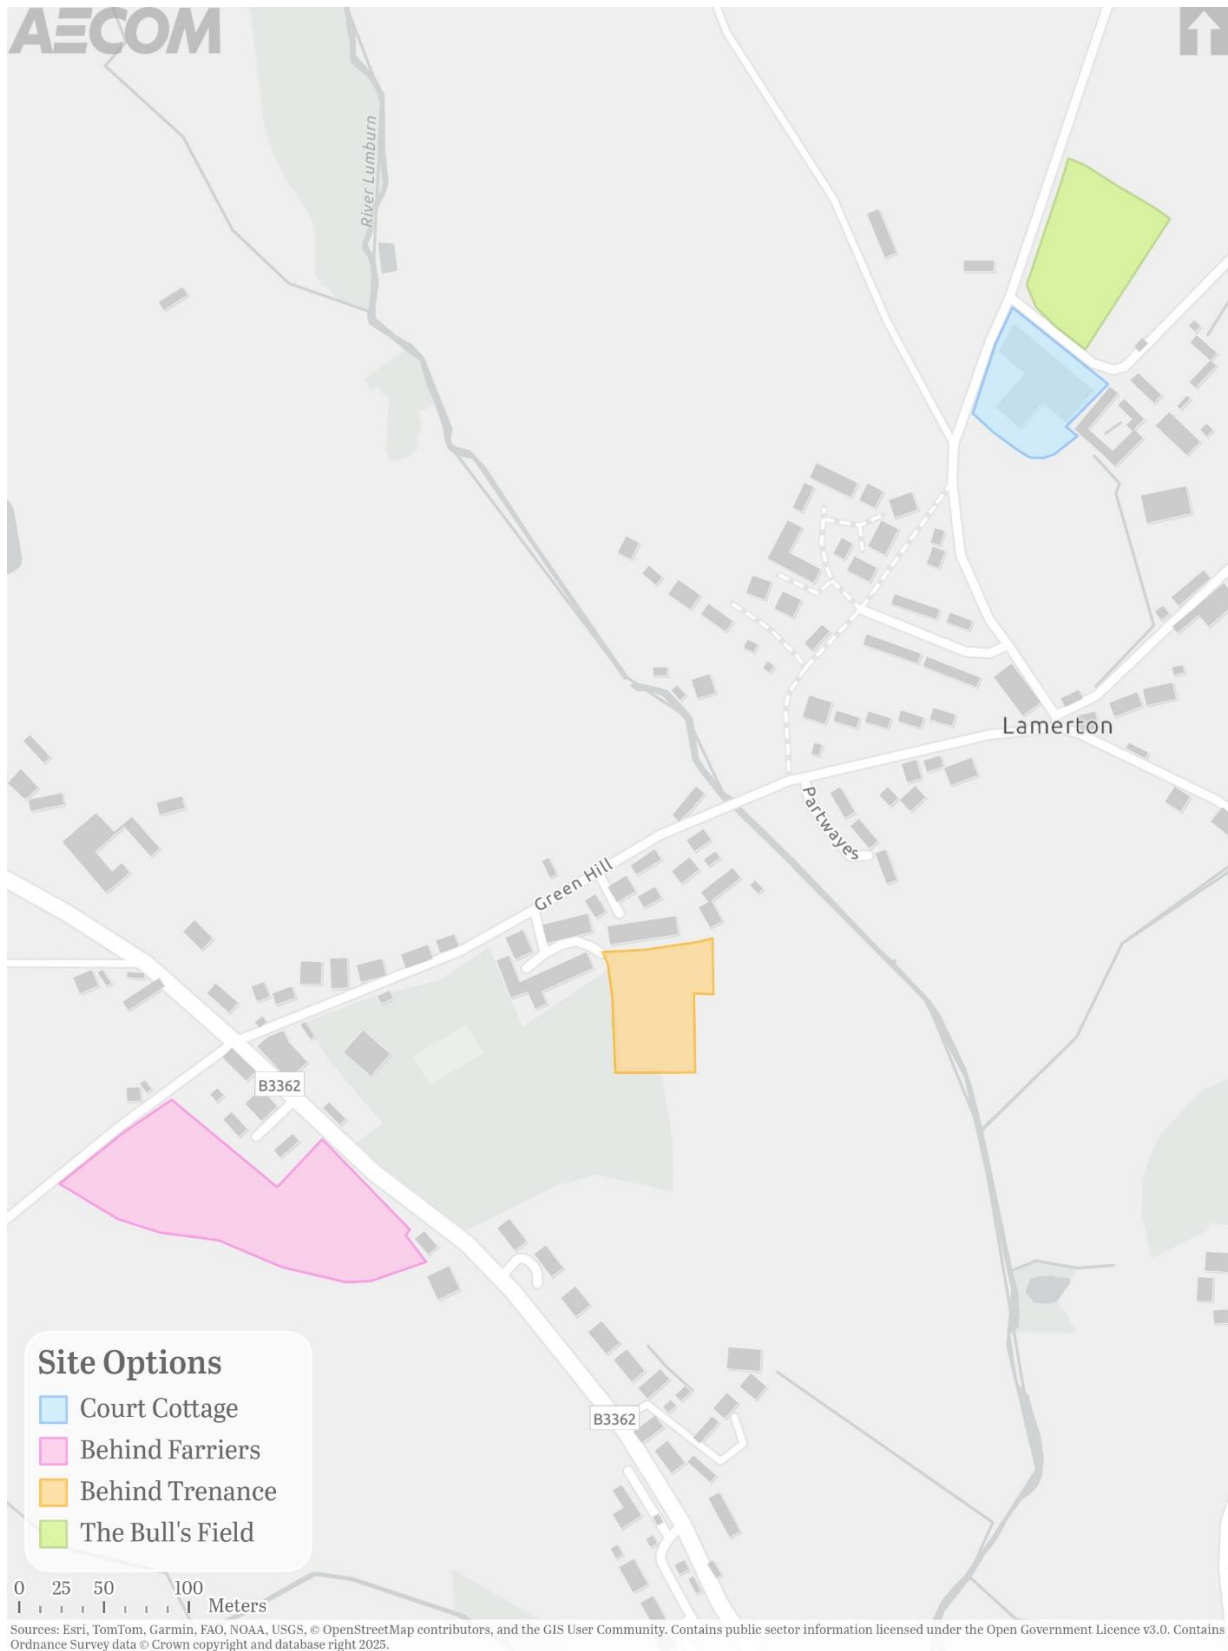 AECOM
River Lumburn
Lamerton
Partwayes
Green Hill
B3362
B3362
Site Options
Court Cottage
Behind Farriers
Behind Trenance
The Bull's Field
0 25 50 100
Meters
Sources: Esri, TomTom, Garmin, FAO, NOAA, USGS, © OpenStreetMap contributors, and the GIS User Community. Contains public sector information licensed under the Open Government Licence v3.0. Contains
Ordnance Survey data © Crown copyright and database right 2025.